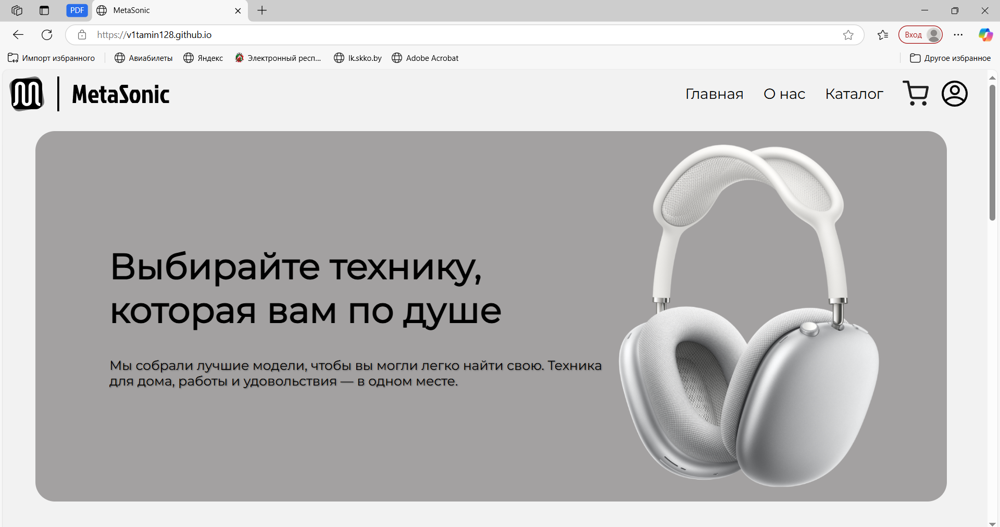 PDF
MetaSonic
https://v1tamin128.github.io
Вход
Импорт избранного
Авиабилеты
Яндекс
Электронный респ...
lk.skko.by
Adobe Acrobat
Другое избранное
MetaSonic
Главная
О нас
Каталог
Выбирайте технику,
которая вам по душе
Мы собрали лучшие модели, чтобы вы могли легко найти свою. Техника
для дома, работы и удовольствия — в одном месте.